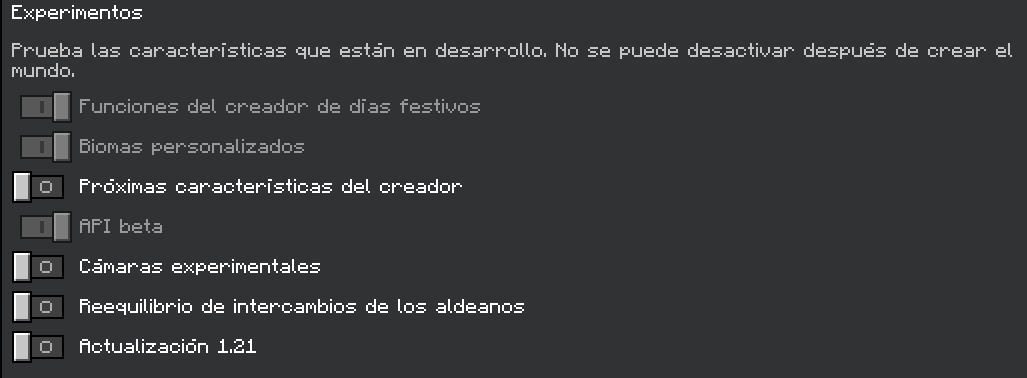 Experimentos
Prueba las características que están en desarrollo. No se puede desactivar después de crear el
mundo.
Funciones del creador de días festivos
Biomas personalizados
Próximas características del creador
API beta
Cámaras experimentales
Reequilibrio de intercambios de los aldeanos
Actualización 1.21